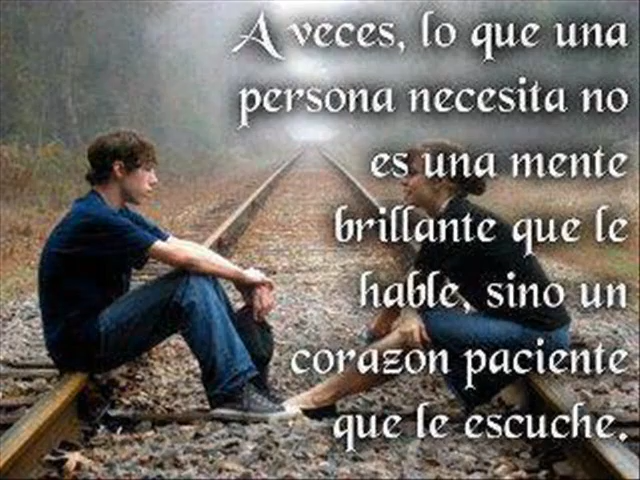 A veces, lo que una
persona necesita no
es una mente
brillante que le
hable, sino un
corazon paciente
que le escuche.